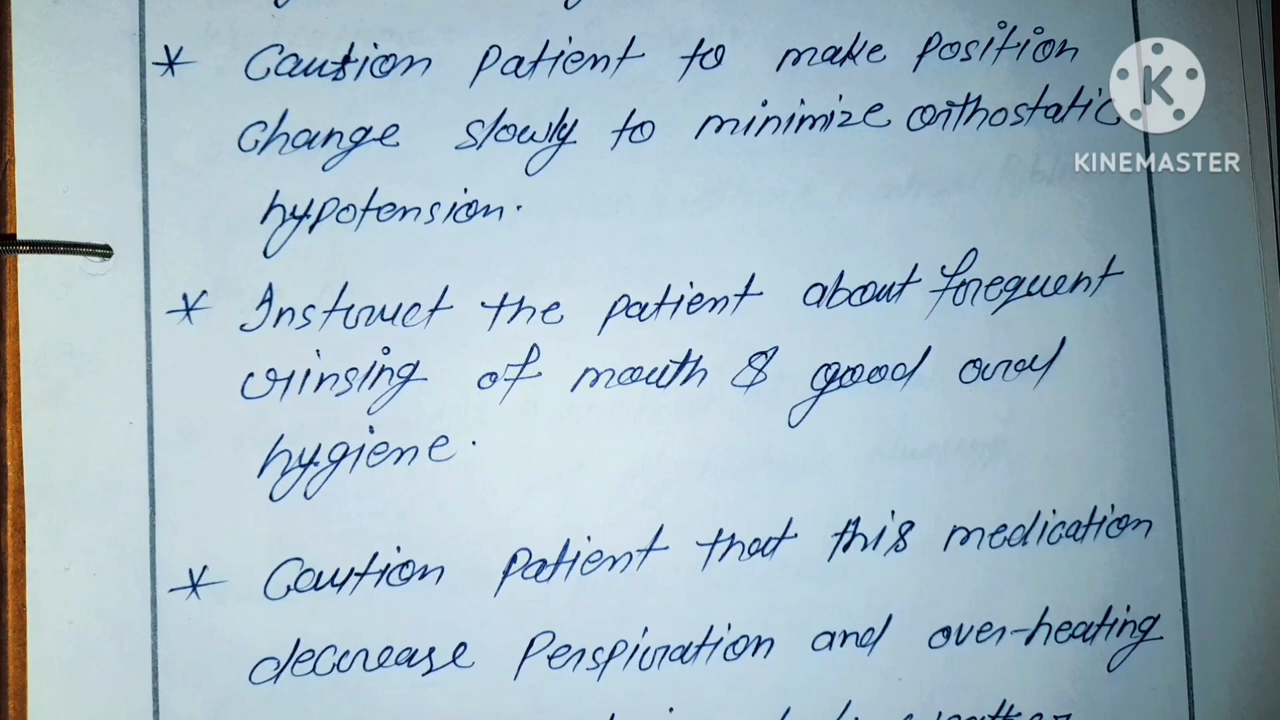 * Caution patient to make position
change slowly to minimize orthostatic
hypotension.
* Instruct the patient about frequent
rinsing of mouth & good oral
hygiene.
* Caution patient that this medication
decrease Perspiration and over-heating
K
KINEMASTER